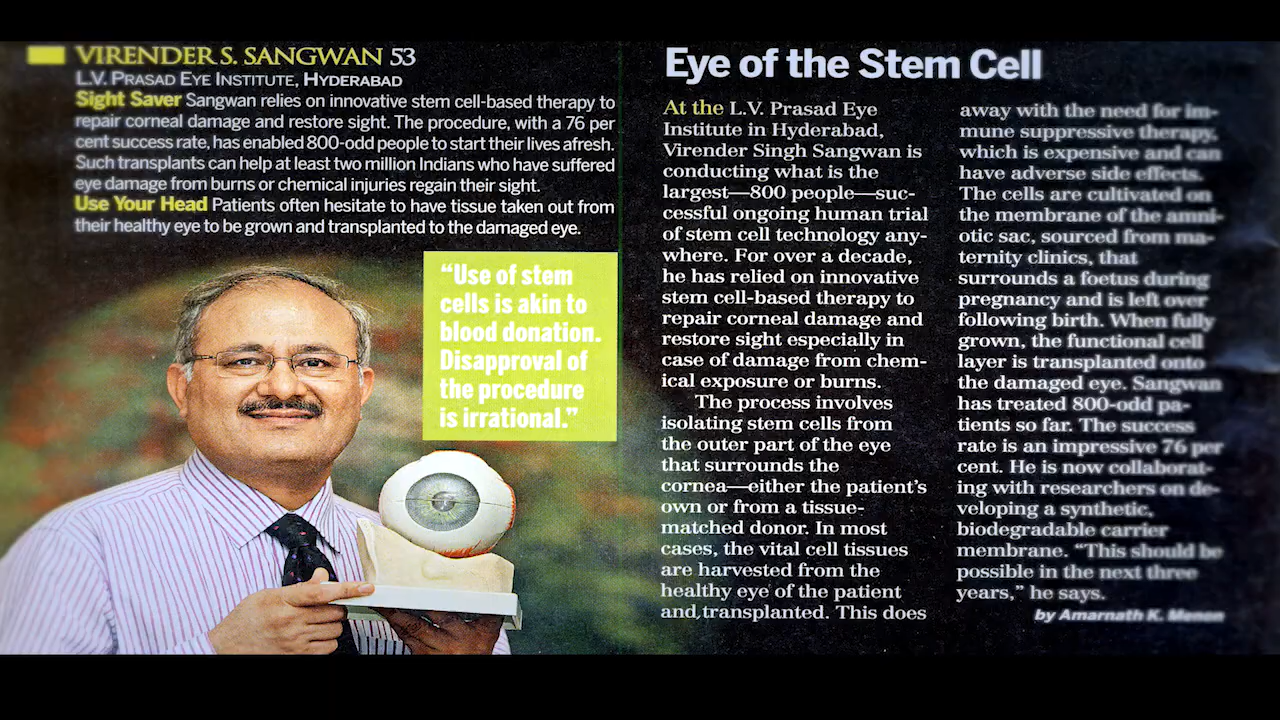 VIRENDER S. SANGWAN 53
L.V. PRASAD EYE INSTITUTE, HYDERABAD
Sight Saver Sangwan relies on innovative stem cell-based therapy to
repair corneal damage and restore sight. The procedure, with a 76 per
cent success rate, has enabled 800-odd people to start their lives afresh.
Such transplants can help at least two million Indians who have suffered
eye damage from burns or chemical injuries regain their sight.
Use Your Head Patients often hesitate to have tissue taken out from
their healthy eye to be grown and transplanted to the damaged eye.
“Use of stem
cells is akin to
blood donation.
Disapproval of
the procedure
is irrational.”
Eye of the Stem Cell
At the L.V. Prasad Eye
Institute in Hyderabad,
Virender Singh Sangwan is
conducting what is the
largest—800 people—suc-
cessful ongoing human trial
of stem cell technology any-
where. For over a decade,
he has relied on innovative
stem cell-based therapy to
repair corneal damage and
restore sight especially in
case of damage from chem-
ical exposure or burns.
The process involves
isolating stem cells from
the outer part of the eye
that surrounds the
cornea—either the patient’s
own or from a tissue-
matched donor. In most
cases, the vital cell tissues
are harvested from the
healthy eye of the patient
and transplanted. This does
away with the need for im-
mune suppressive therapy,
which is expensive and can
have adverse side effects.
The cells are cultivated on
the membrane of the amni-
otic sac, sourced from ma-
ternity clinics, that
surrounds a foetus during
pregnancy and is left over
following birth. When fully
grown, the functional cell
layer is transplanted onto
the damaged eye. Sangwan
has treated 800-odd pa-
tients so far. The success
rate is an impressive 76 per
cent. He is now collaborat-
ing with researchers on de-
veloping a synthetic,
biodegradable carrier
membrane. “This should be
possible in the next three
years,” he says.
by Amarnath K. Menon